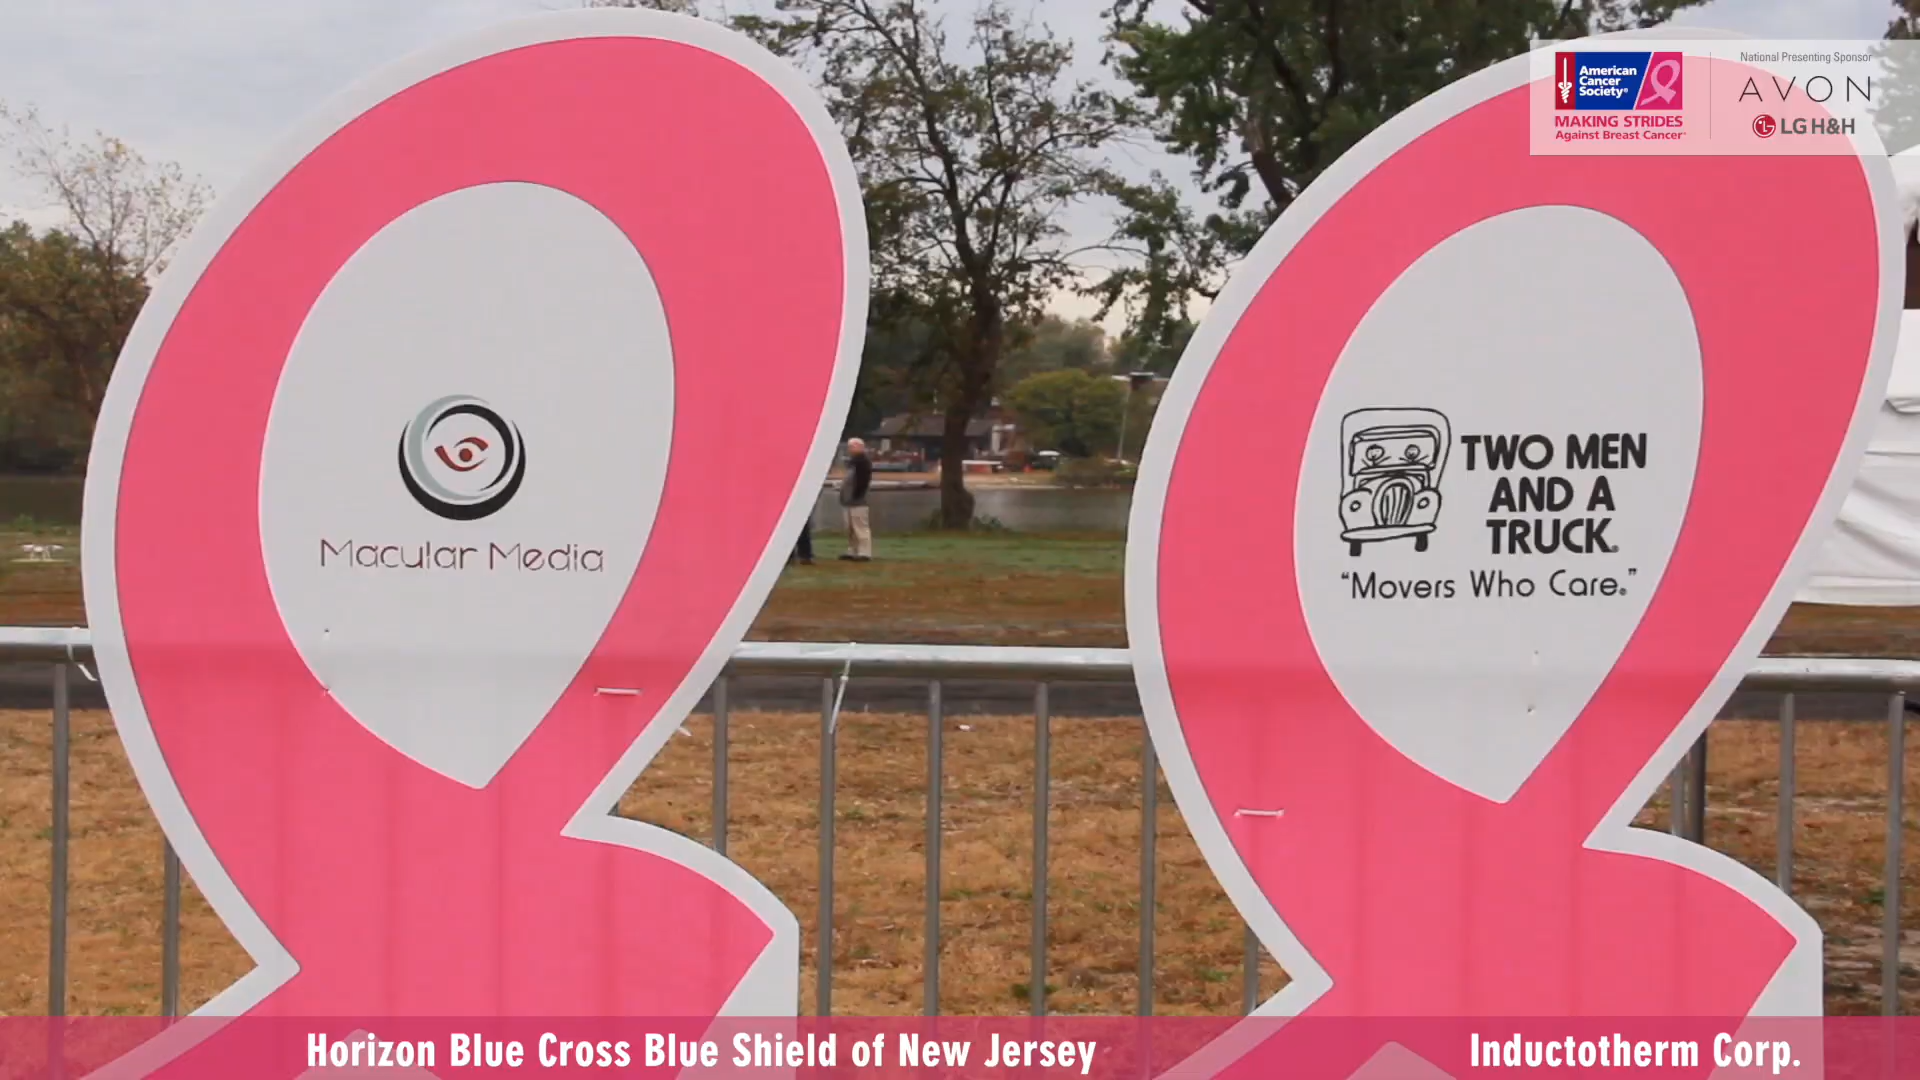 American
Cancer
Society®
MAKING STRIDES
Against Breast Cancer®
National Presenting Sponsor
AVON
LG H&H
Macular Media
TWO MEN
AND A
TRUCK®
"Movers Who Care.®"
Horizon Blue Cross Blue Shield of New Jersey
Inductotherm Corp.